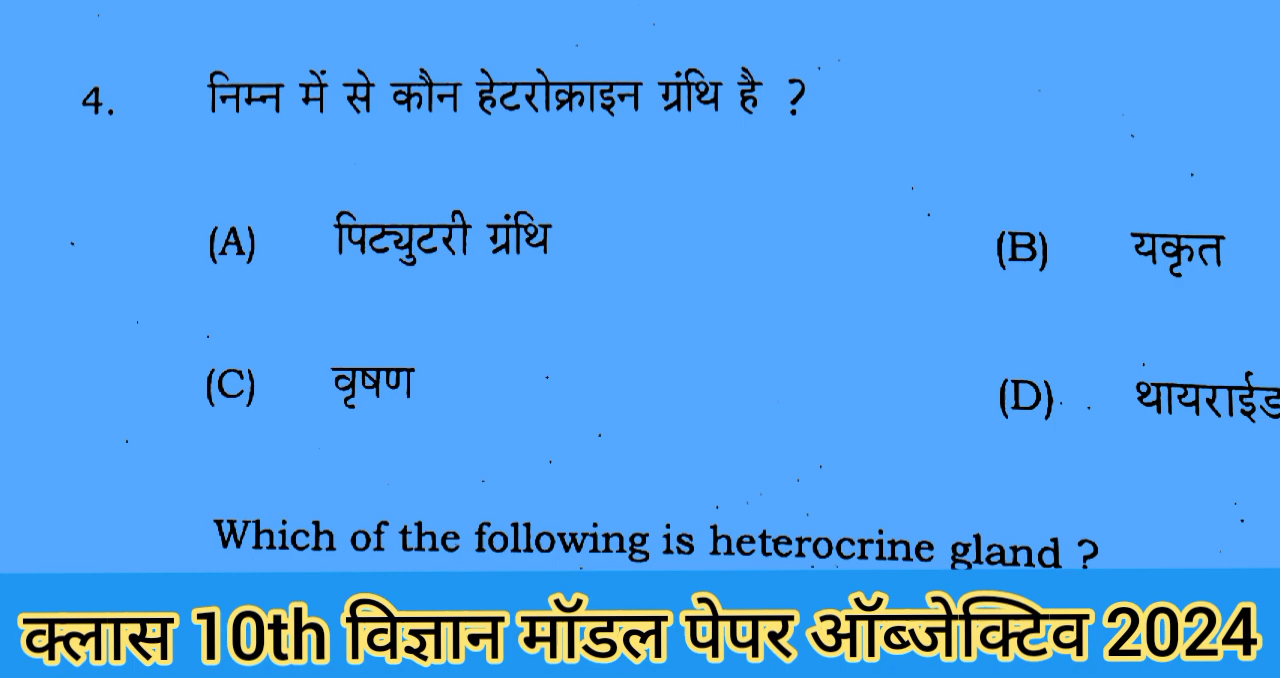 4. निम्न में से कौन हेटरोक्राइन ग्रंथि है ?
(A) पिट्युटरी ग्रंथि (B) यकृत
(C) वृषण (D) थायराईड
Which of the following is heterocrine gland ?
क्लास 10th विज्ञान मॉडल पेपर ऑब्जेक्टिव 2024